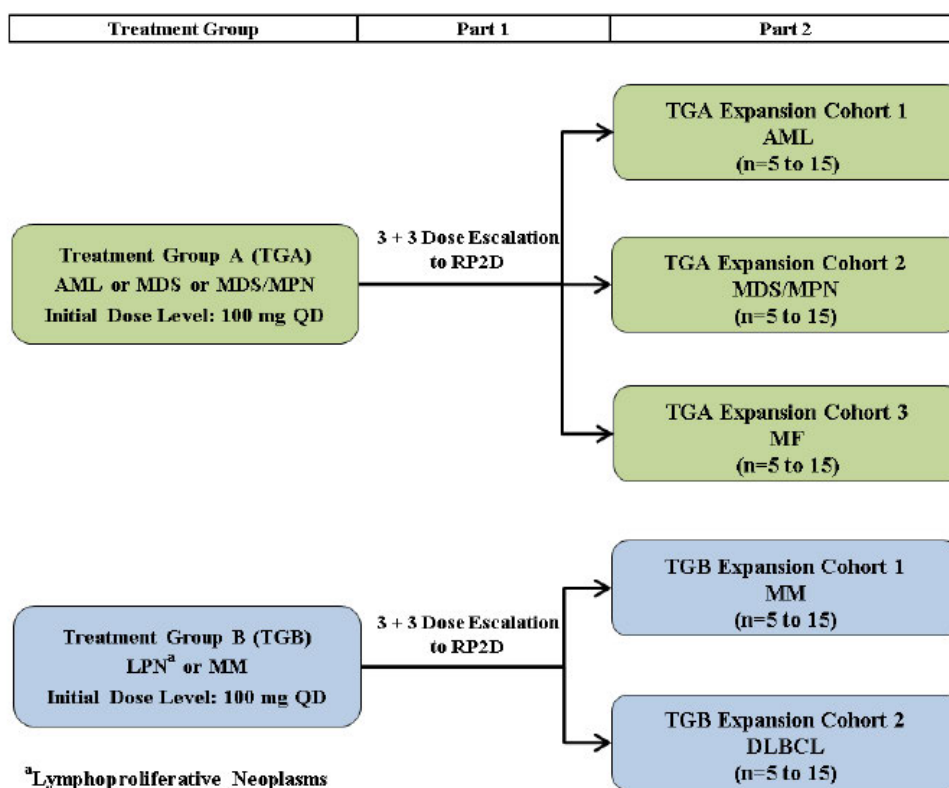 Treatment Group
Part 1
Part 2
TGA Expansion Cohort 1
AML
(n=5 to 15)
Treatment Group A (TGA)
AML or MDS or MDS/MPN
Initial Dose Level: 100 mg QD
3 + 3 Dose Escalation
to RP2D
TGA Expansion Cohort 2
MDS/MPN
(n=5 to 15)
TGA Expansion Cohort 3
MF
(n=5 to 15)
Treatment Group B (TGB)
LPNᵃ or MM
Initial Dose Level: 100 mg QD
3 + 3 Dose Escalation
to RP2D
TGB Expansion Cohort 1
MM
(n=5 to 15)
TGB Expansion Cohort 2
DLBCL
(n=5 to 15)
ᵃLymphoproliferative Neoplasms